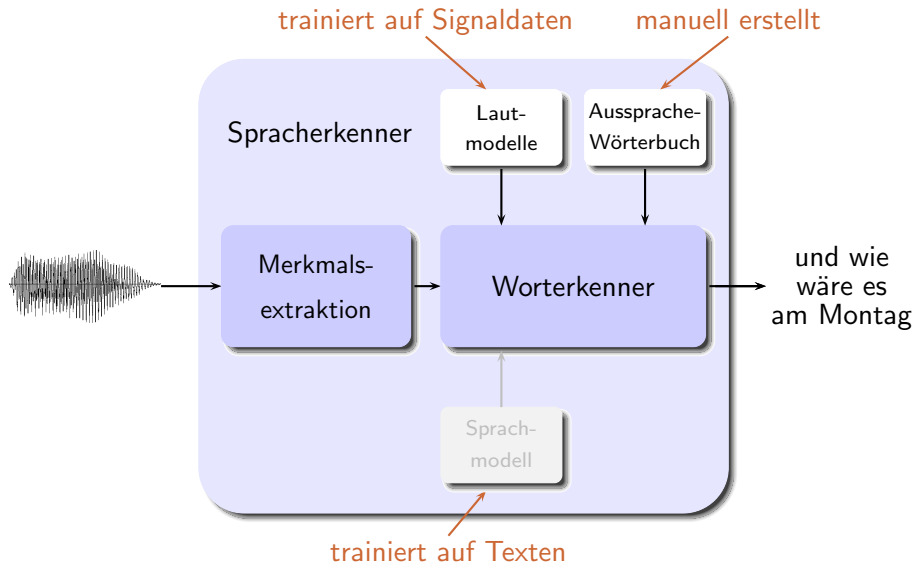 trainiert auf Signaldaten
manuell erstellt
Spracherkenner
Laut-
modelle
Aussprache-
Wörterbuch
Merkmals-
extraktion
Worterkenner
und wie
wäre es
am Montag
Sprach-
modell
trainiert auf Texten